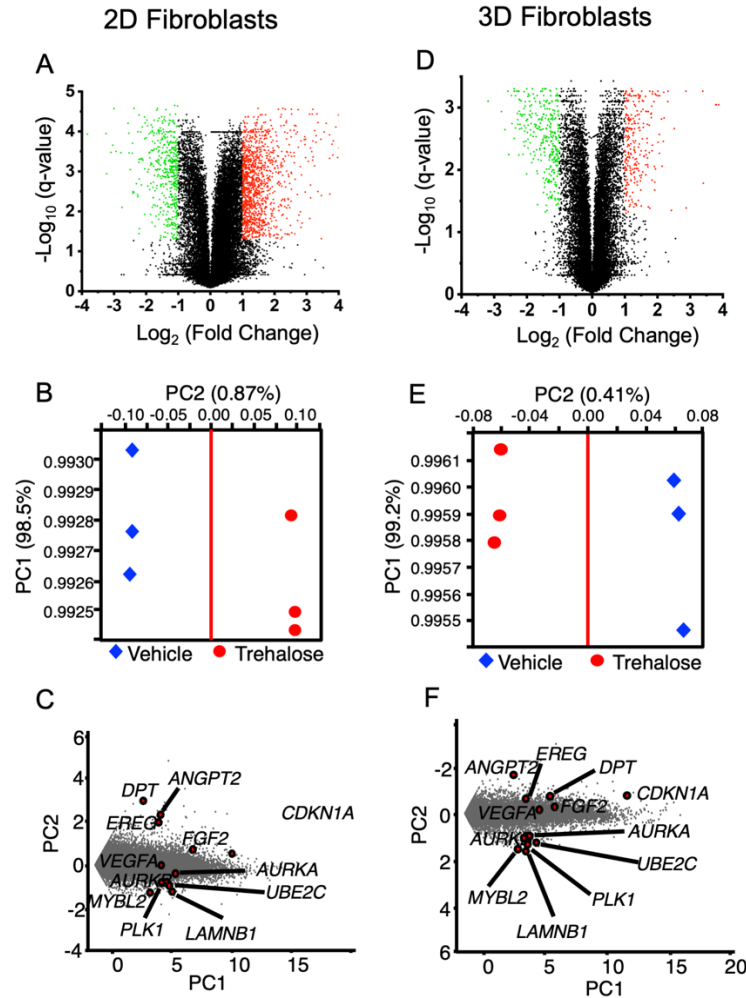 2D Fibroblasts
3D Fibroblasts
A
5
4
3
2
1
0
-Log10 (q-value)
-4 -3 -2 -1 0 1 2 3 4
Log2 (Fold Change)
D
3
2
1
0
-Log10 (q-value)
-4 -3 -2 -1 0 1 2 3 4
Log2 (Fold Change)
B
PC2 (0.87%)
-0.10 -0.05 0.00 0.05 0.10
0.9930
0.9929
0.9928
0.9927
0.9926
0.9925
PC1 (98.5%)
Vehicle Trehalose
E
PC2 (0.41%)
-0.08 -0.04 0.00 0.04 0.08
0.9961
0.9960
0.9959
0.9958
0.9957
0.9956
0.9955
PC1 (99.2%)
Vehicle Trehalose
C
6
4
2
0
-2
-4
PC2
DPT
ANGPT2
CDKN1A
EREG
FGF2
VEGFA
AURKA
AURKB
UBE2C
MYBL2
PLK1
LAMNB1
0 5 10 15
PC1
F
-2
0
2
4
6
PC2
EREG
ANGPT2
DPT
CDKN1A
VEGFA
FGF2
AURKB
AURKA
UBE2C
MYBL2
PLK1
LAMNB1
0 5 10 15 20
PC1